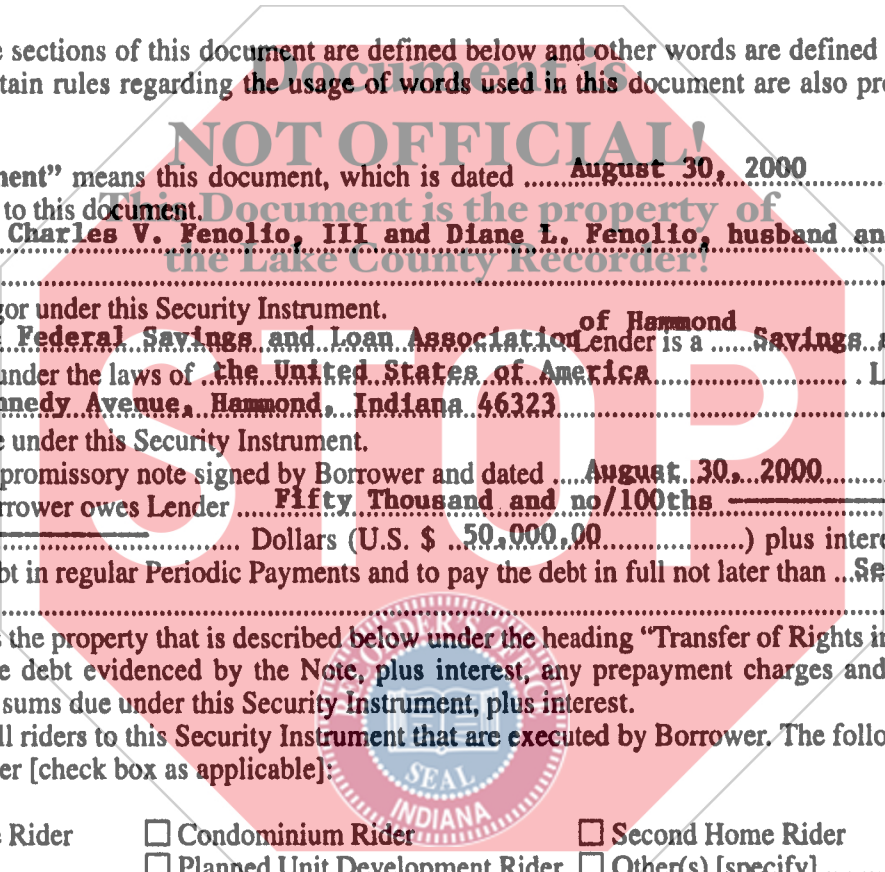 e sections of this document are defined below and other words are defined
tain rules regarding the usage of words used in this document are also pro
Document is
NOT OFFICIAL!
ment” means this document, which is dated ........August 30, 2000................
to this document.
This Document is the property of
Charles V. Fenolio, III and Diane L. Fenolio, husband an
the Lake County Recorder!
gor under this Security Instrument.
Federal Savings and Loan Association of Hammond Lender is a ......Savings a
under the laws of ..the United States of America.................................. . L
nnedy Avenue, Hammond, Indiana 46323
e under this Security Instrument.
promissory note signed by Borrower and dated .....August 30, 2000..........
rrower owes Lender .....Fifty Thousand and no/100ths
Dollars (U.S. $ ..50,000.00......................) plus intere
bt in regular Periodic Payments and to pay the debt in full not later than ...Se
STOP
s the property that is described below under the heading “Transfer of Rights in
e debt evidenced by the Note, plus interest, any prepayment charges and
sums due under this Security Instrument, plus interest.
ll riders to this Security Instrument that are executed by Borrower. The follo
er [check box as applicable]:
RECORDER'S OFFICE
SEAL
INDIANA
e Rider ☐ Condominium Rider ☐ Second Home Rider
☐ Planned Unit Development Rider ☐ Other(s) [specify]